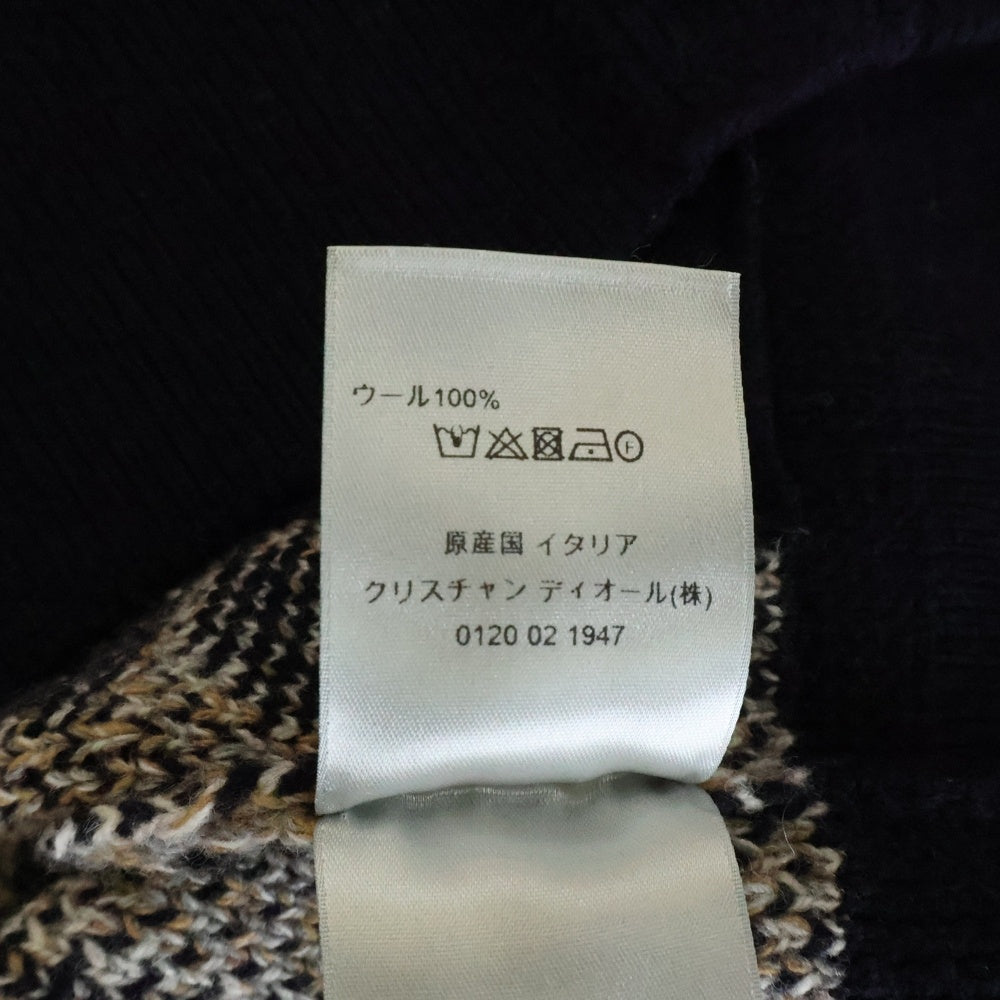 ウール100%
F
原産国 イタリア
クリスチャン ディオール(株)
0120 02 1947